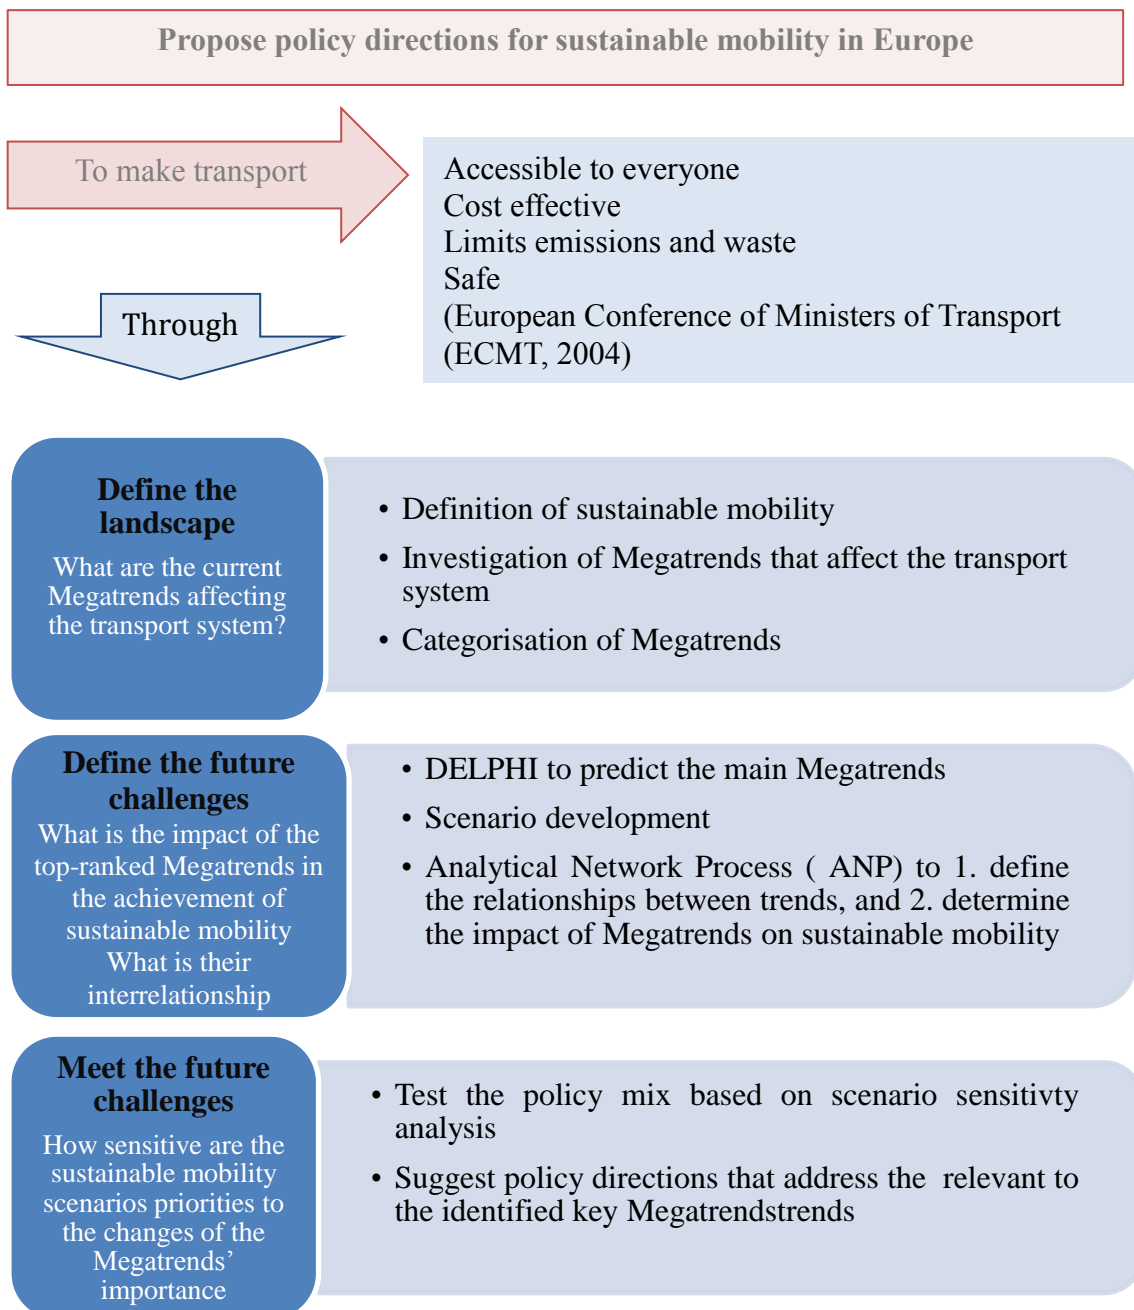 Propose policy directions for sustainable mobility in Europe
To make transport
Accessible to everyone
Cost effective
Limits emissions and waste
Safe
(European Conference of Ministers of Transport
(ECMT, 2004)
Through
Define the
landscape
What are the current
Megatrends affecting
the transport system?
• Definition of sustainable mobility
• Investigation of Megatrends that affect the transport
system
• Categorisation of Megatrends
Define the future
challenges
What is the impact of the
top-ranked Megatrends in
the achievement of
sustainable mobility
What is their
interrelationship
• DELPHI to predict the main Megatrends
• Scenario development
• Analytical Network Process ( ANP) to 1. define
the relationships between trends, and 2. determine
the impact of Megatrends on sustainable mobility
Meet the future
challenges
How sensitive are the
sustainable mobility
scenarios priorities to
the changes of the
Megatrends’
importance
• Test the policy mix based on scenario sensitivty
analysis
• Suggest policy directions that address the relevant to
the identified key Megatrendstrends